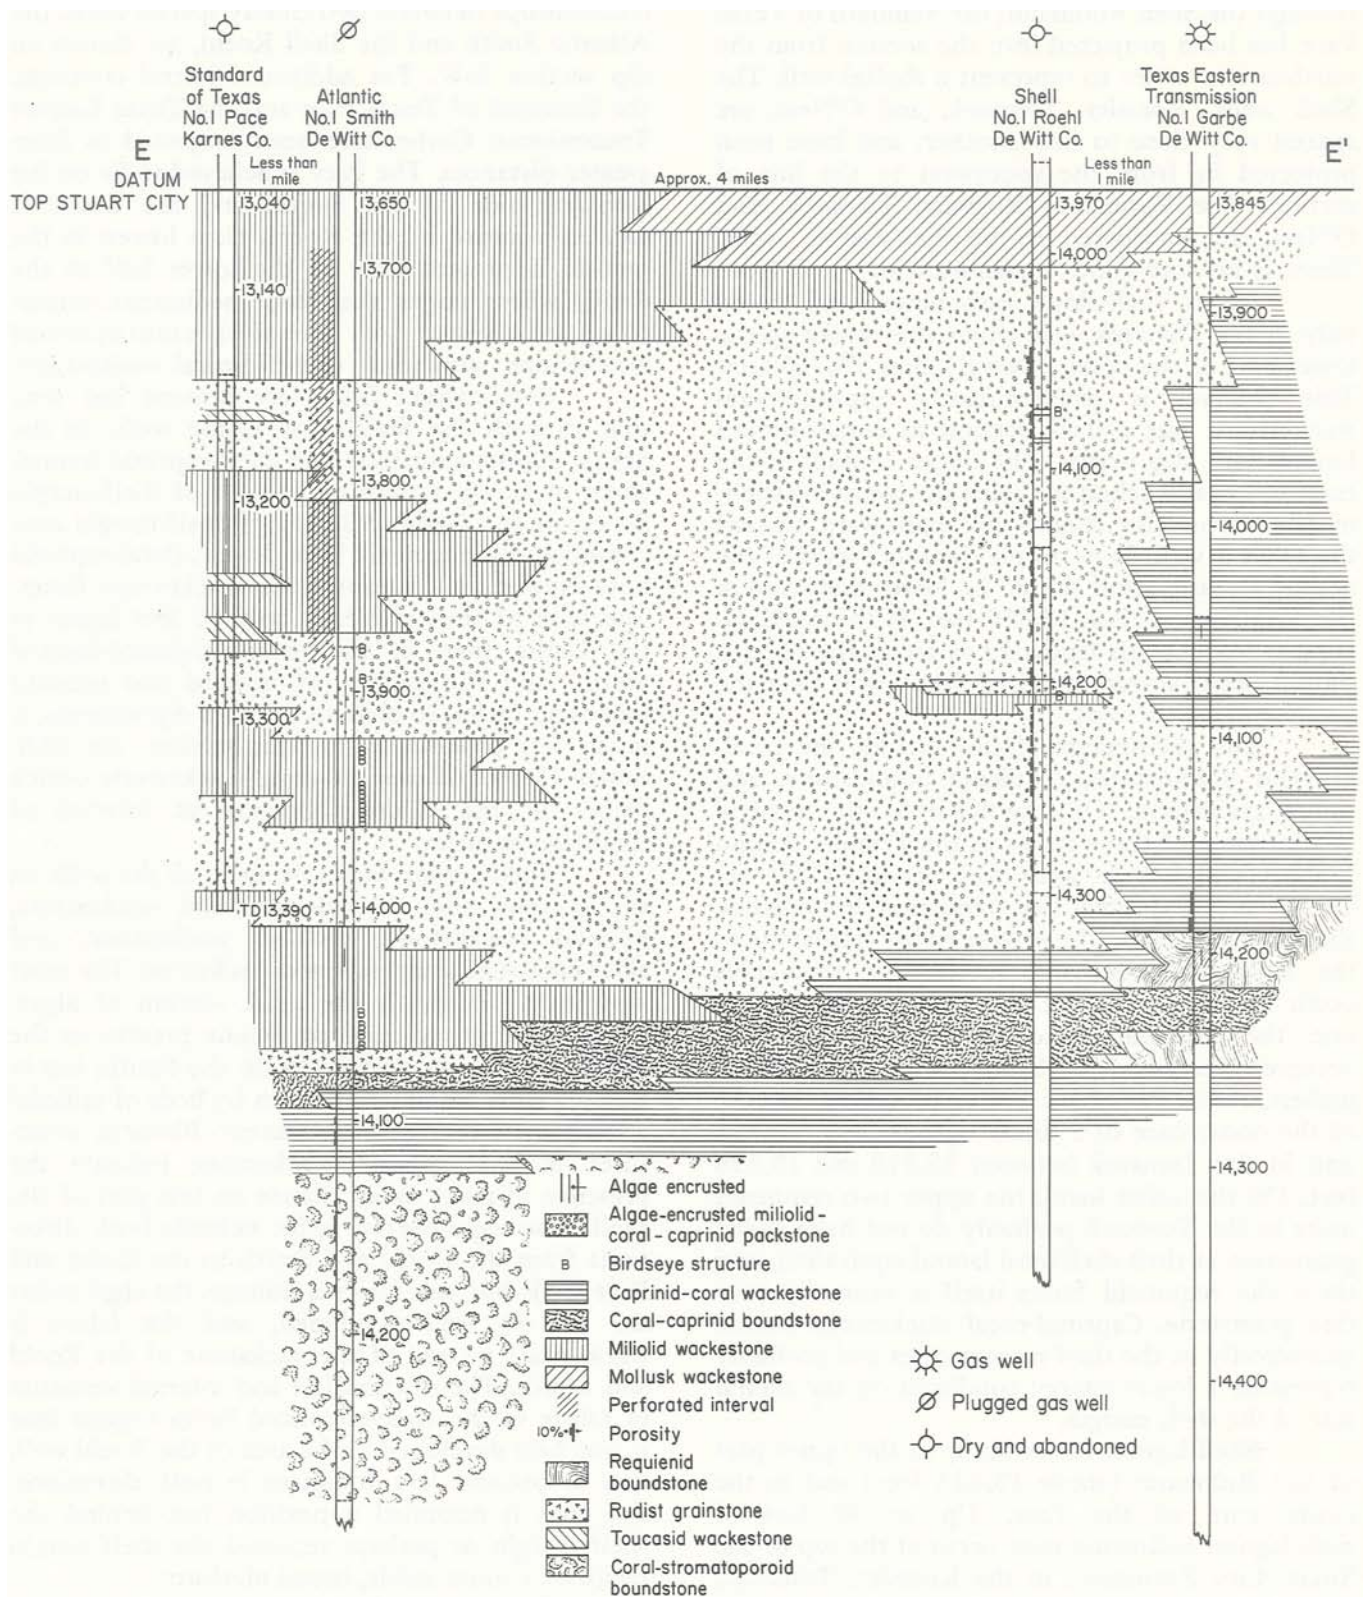 Standard
of Texas
No.1 Pace
Karnes Co.
Atlantic
No.1 Smith
De Witt Co.
Shell
No.1 Roehl
De Witt Co.
Texas Eastern
Transmission
No.1 Garbe
De Witt Co.
E
E'
Less than
1 mile
Approx. 4 miles
Less than
1 mile
DATUM
TOP STUART CITY
13,040
13,650
13,970
13,845
14,000
13,700
13,140
13,900
B
14,100
13,800
13,200
14,000
B
14,200
B
B
13,900
13,300
14,100
B
B
14,300
TD 13,390
14,000
14,200
B
B
14,100
14,300
14,200
14,400
Algae encrusted
Algae-encrusted miliolid-
coral-caprinid packstone
B Birdseye structure
Caprinid-coral wackestone
Coral-caprinid boundstone
Miliolid wackestone
Mollusk wackestone
Perforated interval
10% Porosity
Requienid
boundstone
Rudist grainstone
Toucasid wackestone
Coral-stromatoporoid
boundstone
Gas well
Plugged gas well
Dry and abandoned